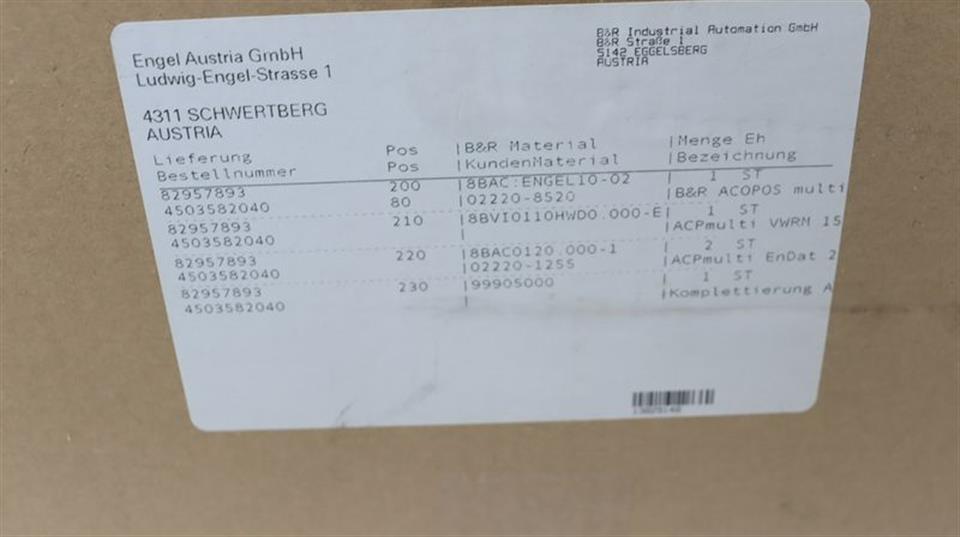 Engel Austria GmbH
Ludwig-Engel-Strasse 1
4311 SCHWERTBERG
AUSTRIA
B&R Industrial Automation GmbH
B&R Straße 1
5142 EGGELSBERG
AUSTRIA
Lieferung Pos |B&R Material |Menge Eh
Bestellnummer Pos |KundenMaterial |Bezeichnung
82957893 200 |8BAC:ENGELIO-02 | 1 ST
4503582040 80 |02220-8520 |B&R ACOPOS multi
82957893 210 |8BVI0110HWD0.000-E| 1 ST
4503582040 | |ACPmulti VWRM 15
82957893 220 |8BAC0120.000-1 | 2 ST
4503582040 |02220-1255 |ACPmulti EnDat 2
82957893 230 |99905000 | 1 ST
4503582040 | |Komplettierung A